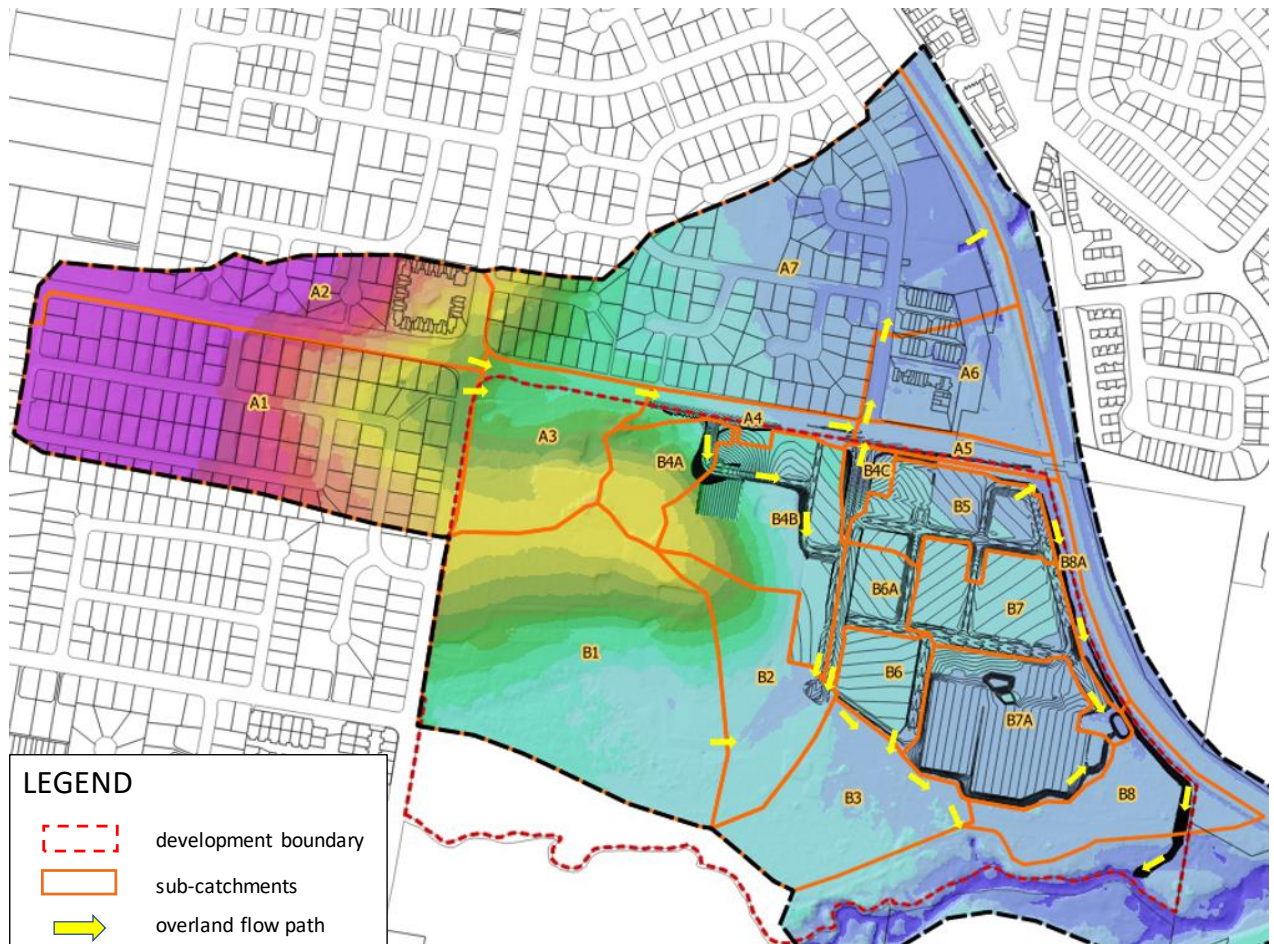 A7
A2
A6
A1
A3
A4
A5
B4A
B4C
B5
B4B
B8A
B6A
B7
B1
B2
B6
B7A
B3
B8
LEGEND
development boundary
sub-catchments
overland flow path